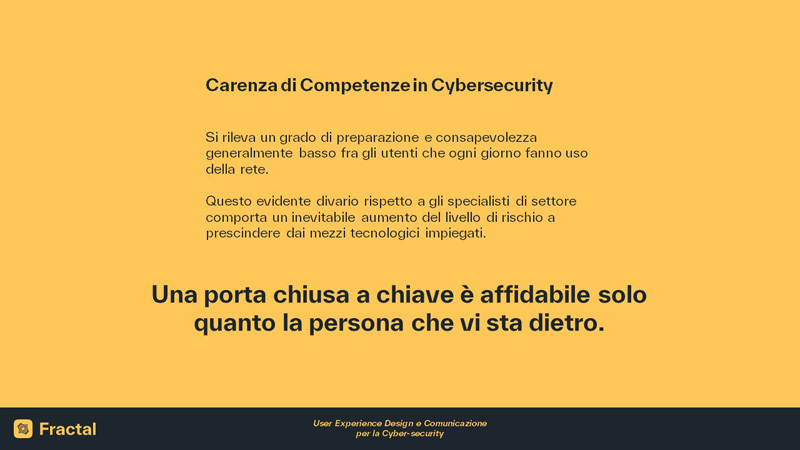 Carenza di Competenze in Cybersecurity
Si rileva un grado di preparazione e consapevolezza
generalmente basso fra gli utenti che ogni giorno fanno uso
della rete.
Questo evidente divario rispetto a gli specialisti di settore
comporta un inevitabile aumento del livello di rischio a
prescindere dai mezzi tecnologici impiegati.
Una porta chiusa a chiave è affidabile solo
quanto la persona che vi sta dietro.
Fractal
User Experience Design e Comunicazione
per la Cyber-security